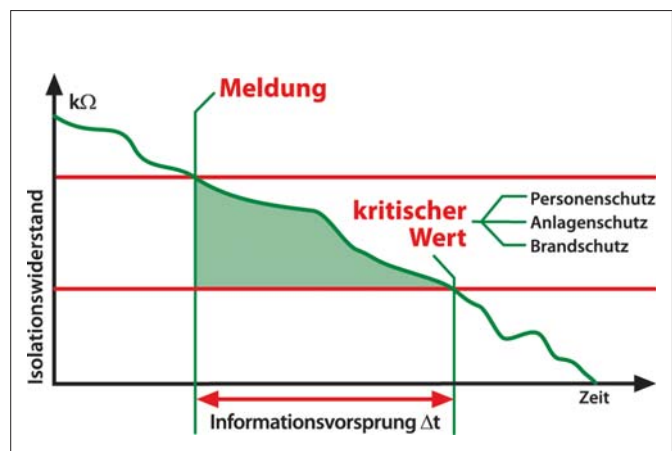 Meldung
kΩ
Isolationswiderstand
kritischer
Wert
Personenschutz
Anlagenschutz
Brandschutz
Zeit
Informationsvorsprung Δt